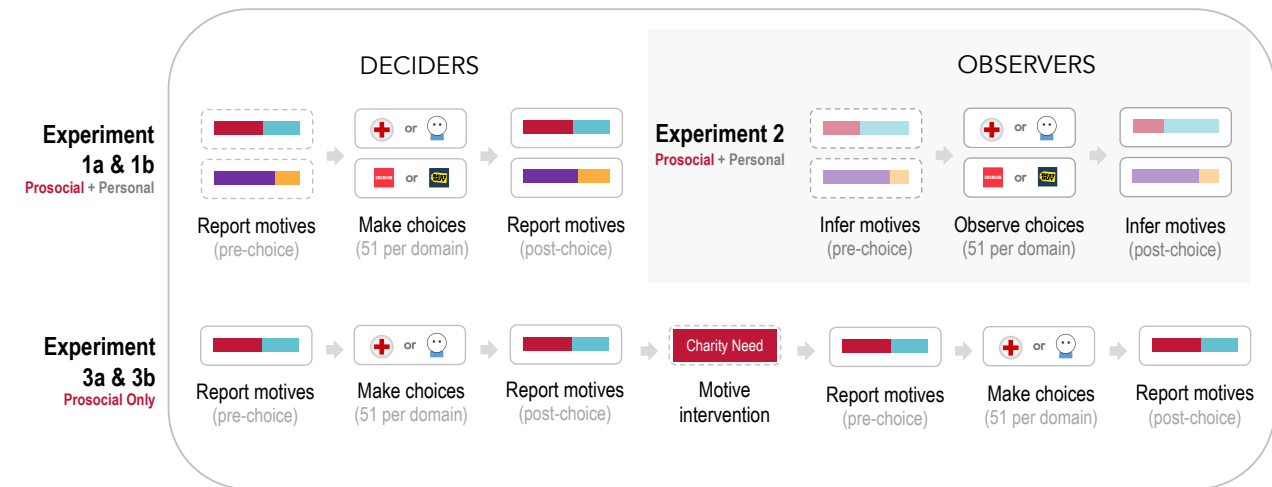 DECIDERS
OBSERVERS
Experiment
1a & 1b
Prosocial + Personal
or
or
Report motives
(pre-choice)
Make choices
(51 per domain)
Report motives
(post-choice)
Experiment 2
Prosocial + Personal
or
or
BEST
BUY
Infer motives
(pre-choice)
Observe choices
(51 per domain)
Infer motives
(post-choice)
Experiment
3a & 3b
Prosocial Only
or
Charity Need
or
Report motives
(pre-choice)
Make choices
(51 per domain)
Report motives
(post-choice)
Motive
intervention
Report motives
(pre-choice)
Make choices
(51 per domain)
Report motives
(post-choice)